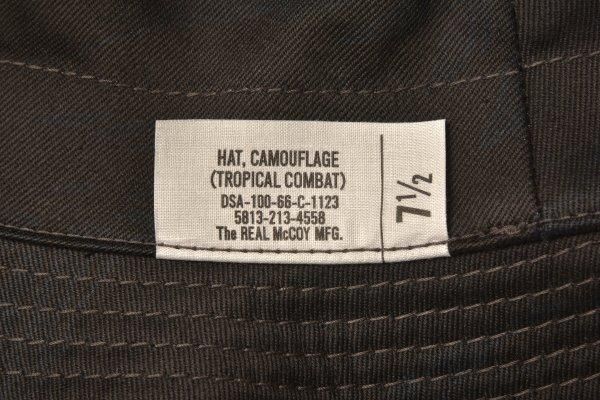 HAT, CAMOUFLAGE
(TROPICAL COMBAT)
DSA-100-66-C-1123
5813-213-4558
The REAL McCOY MFG.
7½